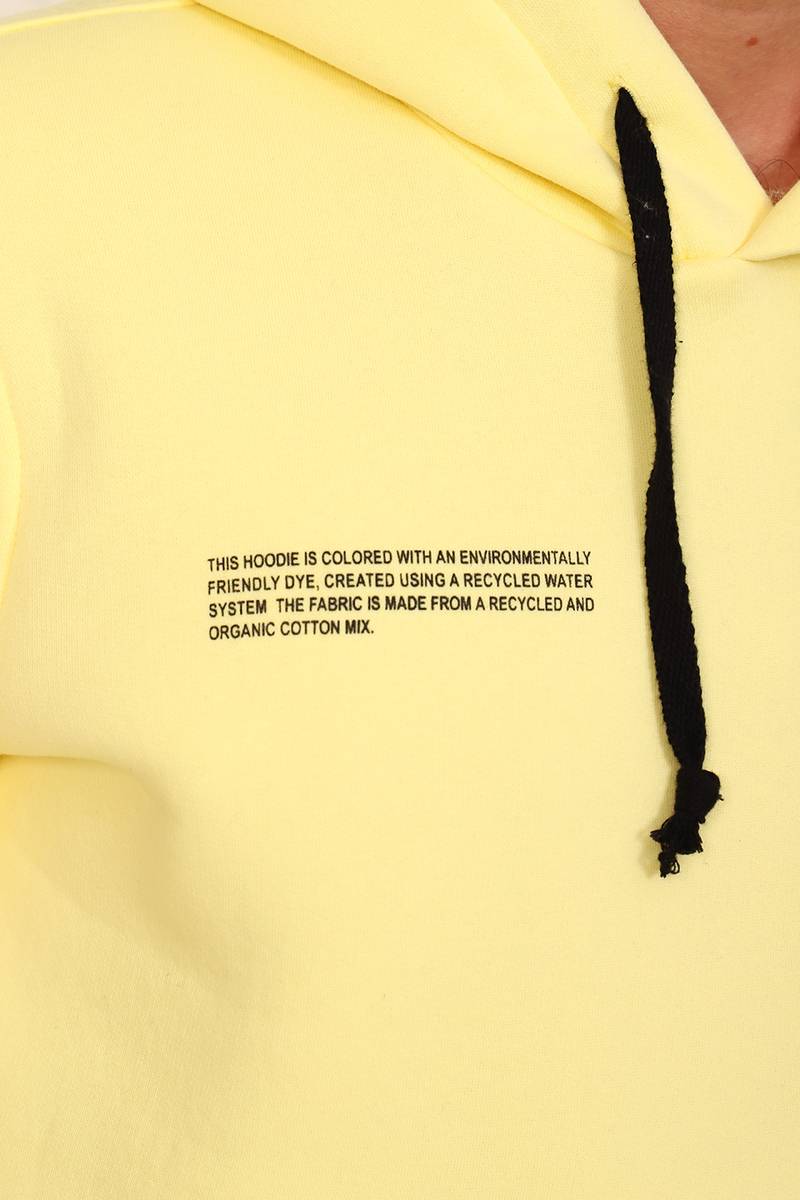 THIS HOODIE IS COLORED WITH AN ENVIRONMENTALLY
FRIENDLY DYE, CREATED USING A RECYCLED WATER
SYSTEM  THE FABRIC IS MADE FROM A RECYCLED AND
ORGANIC COTTON MIX.